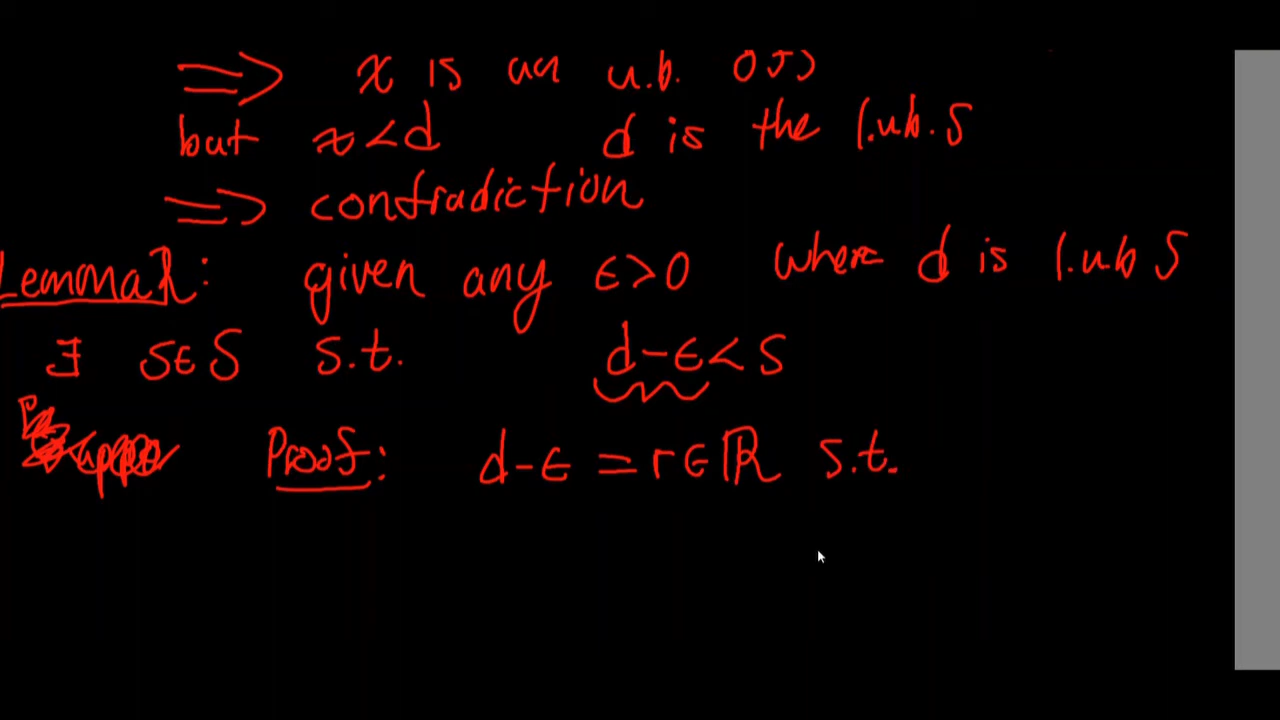 ⟹ x is an u.b. of S
but x < d d is the l.u.b. S
⟹ contradiction
Lemma: given any ϵ>0 where d is l.u.b S
∃ s∈S s.t. d-ϵ < s
Proof: d-ϵ = r∈ℝ s.t.